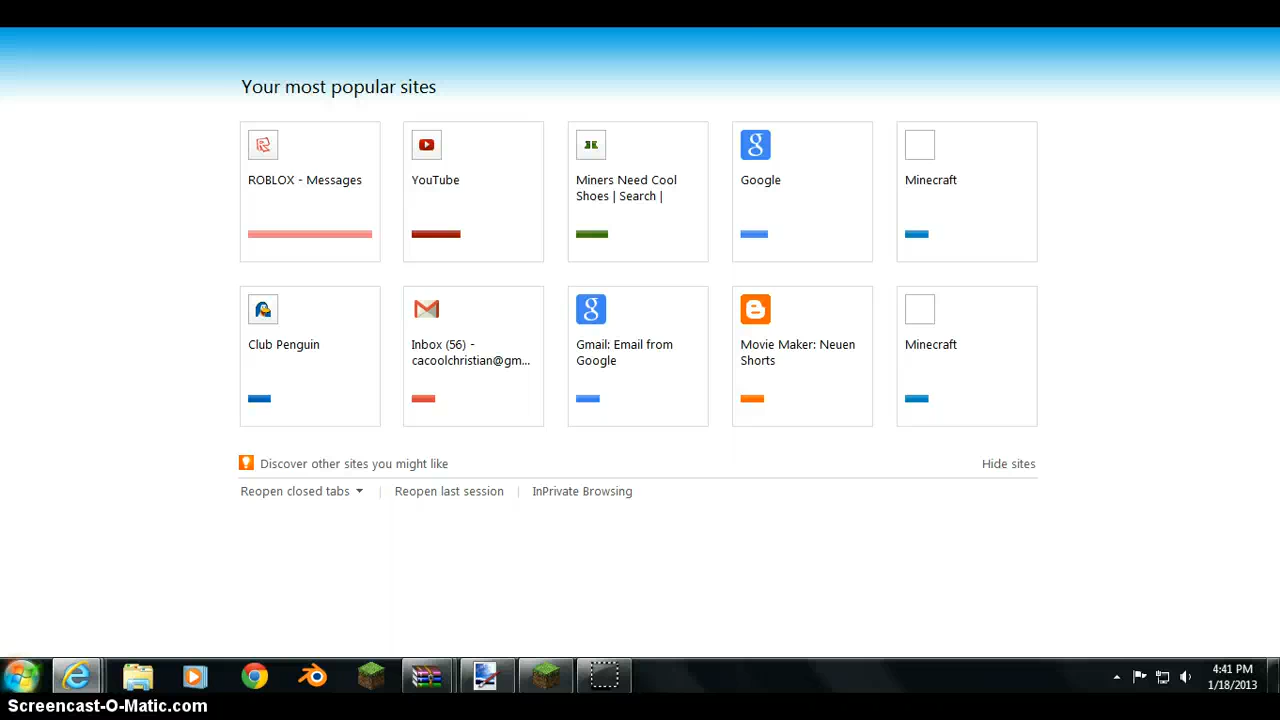 Your most popular sites
ROBLOX - Messages
YouTube
Miners Need Cool
Shoes | Search |
Google
Minecraft
Club Penguin
Inbox (56) -
cacoolchristian@gm...
Gmail: Email from
Google
Movie Maker: Neuen
Shorts
Minecraft
Discover other sites you might like
Hide sites
Reopen closed tabs
Reopen last session
InPrivate Browsing
4:41 PM
1/18/2013
Screencast-O-Matic.com